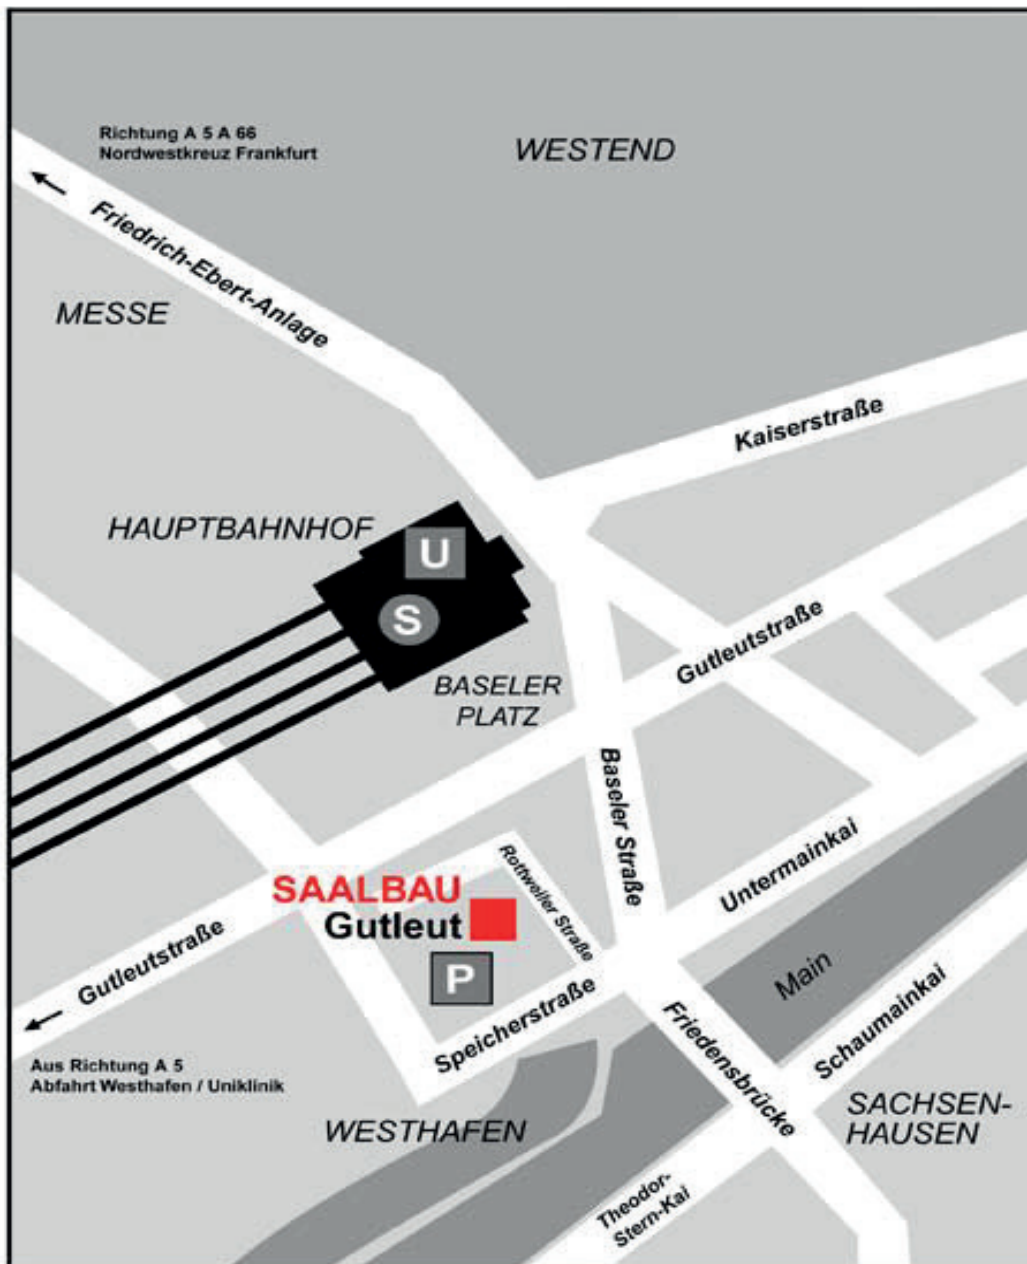 Richtung A 5 A 66
Nordwestkreuz Frankfurt
WESTEND
Friedrich-Ebert-Anlage
MESSE
Kaiserstraße
HAUPTBAHNHOF
U
S
Gutleutstraße
BASELER
PLATZ
Baseler Straße
Rottweiler Straße
Untermainkai
SAALBAU
Gutleut
P
Gutleutstraße
Main
Speicherstraße
Schaumainkai
Friedensbrücke
Aus Richtung A 5
Abfahrt Westhafen / Uniklinik
WESTHAFEN
SACHSEN-
HAUSEN
Theodor-
Stern-Kai